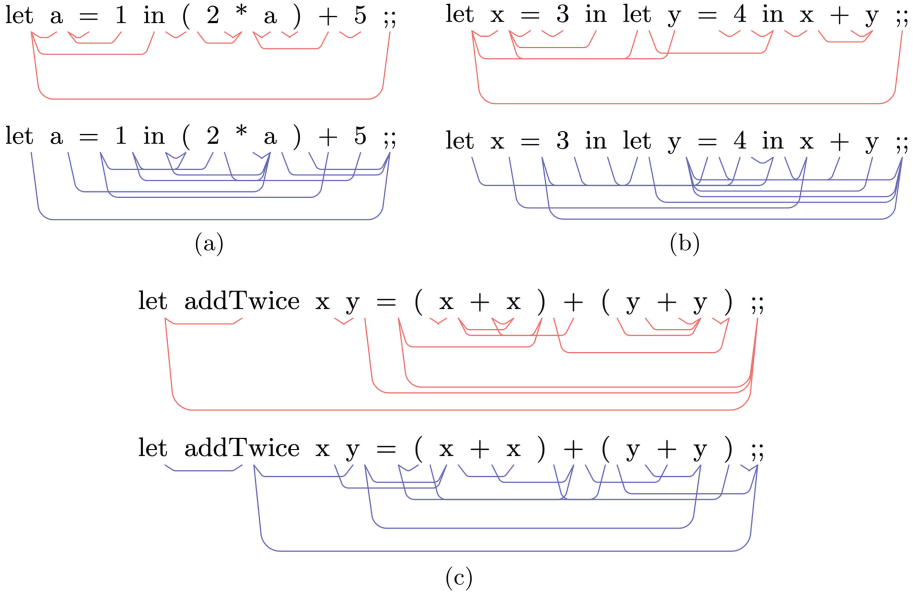 let a = 1 in ( 2 * a ) + 5 ;;
let a = 1 in ( 2 * a ) + 5 ;;
(a)
let x = 3 in let y = 4 in x + y ;;
let x = 3 in let y = 4 in x + y ;;
(b)
let addTwice x y = ( x + x ) + ( y + y ) ;;
let addTwice x y = ( x + x ) + ( y + y ) ;;
(c)